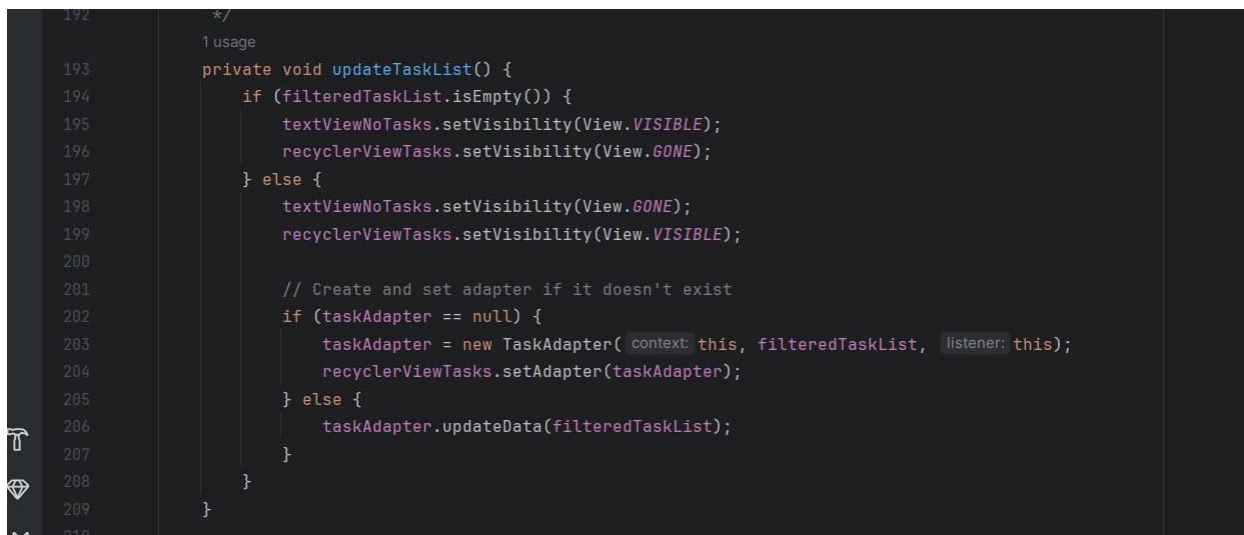 192 */
1 usage
193 private void updateTaskList() {
194 if (filteredTaskList.isEmpty()) {
195 textViewNoTasks.setVisibility(View.VISIBLE);
196 recyclerViewTasks.setVisibility(View.GONE);
197 } else {
198 textViewNoTasks.setVisibility(View.GONE);
199 recyclerViewTasks.setVisibility(View.VISIBLE);
200
201 // Create and set adapter if it doesn't exist
202 if (taskAdapter == null) {
203 taskAdapter = new TaskAdapter( context: this, filteredTaskList, listener: this);
204 recyclerViewTasks.setAdapter(taskAdapter);
205 } else {
206 taskAdapter.updateData(filteredTaskList);
207 }
208 }
209 }
210